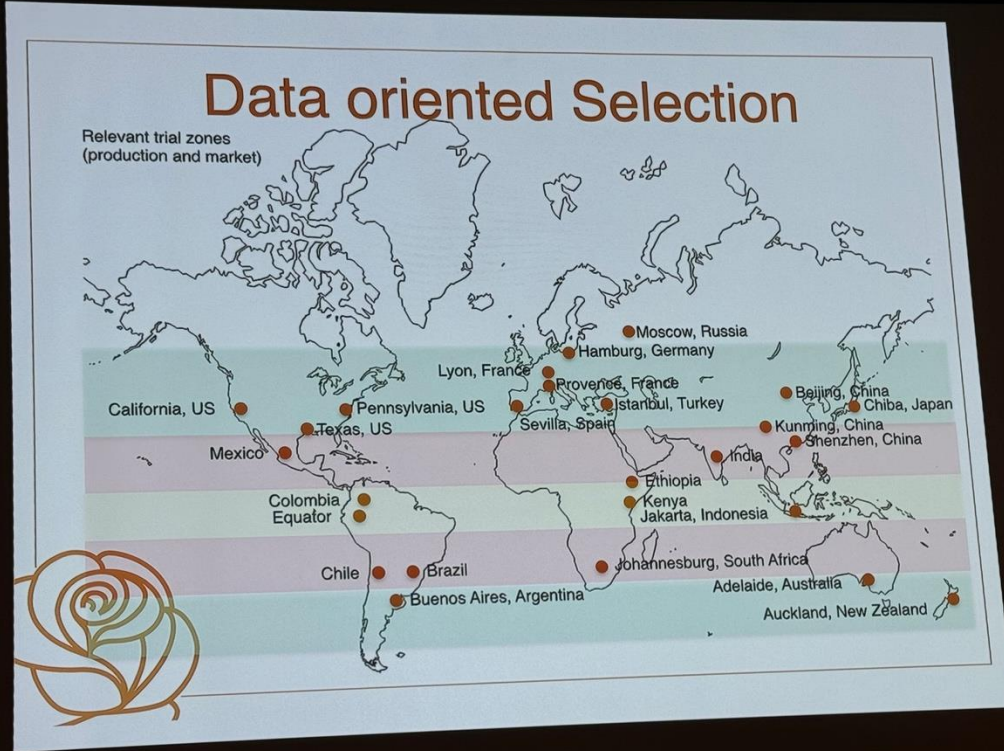 Data oriented Selection
Relevant trial zones
(production and market)
Moscow, Russia
Hamburg, Germany
Lyon, France
Provence, France
Beijing, China
California, US
Pennsylvania, US
Istanbul, Turkey
Chiba, Japan
Texas, US
Sevilla, Spain
Kunming, China
Shenzhen, China
Mexico
India
Ethiopia
Colombia
Kenya
Equator
Jakarta, Indonesia
Chile
Brazil
Johannesburg, South Africa
Adelaide, Australia
Buenos Aires, Argentina
Auckland, New Zealand